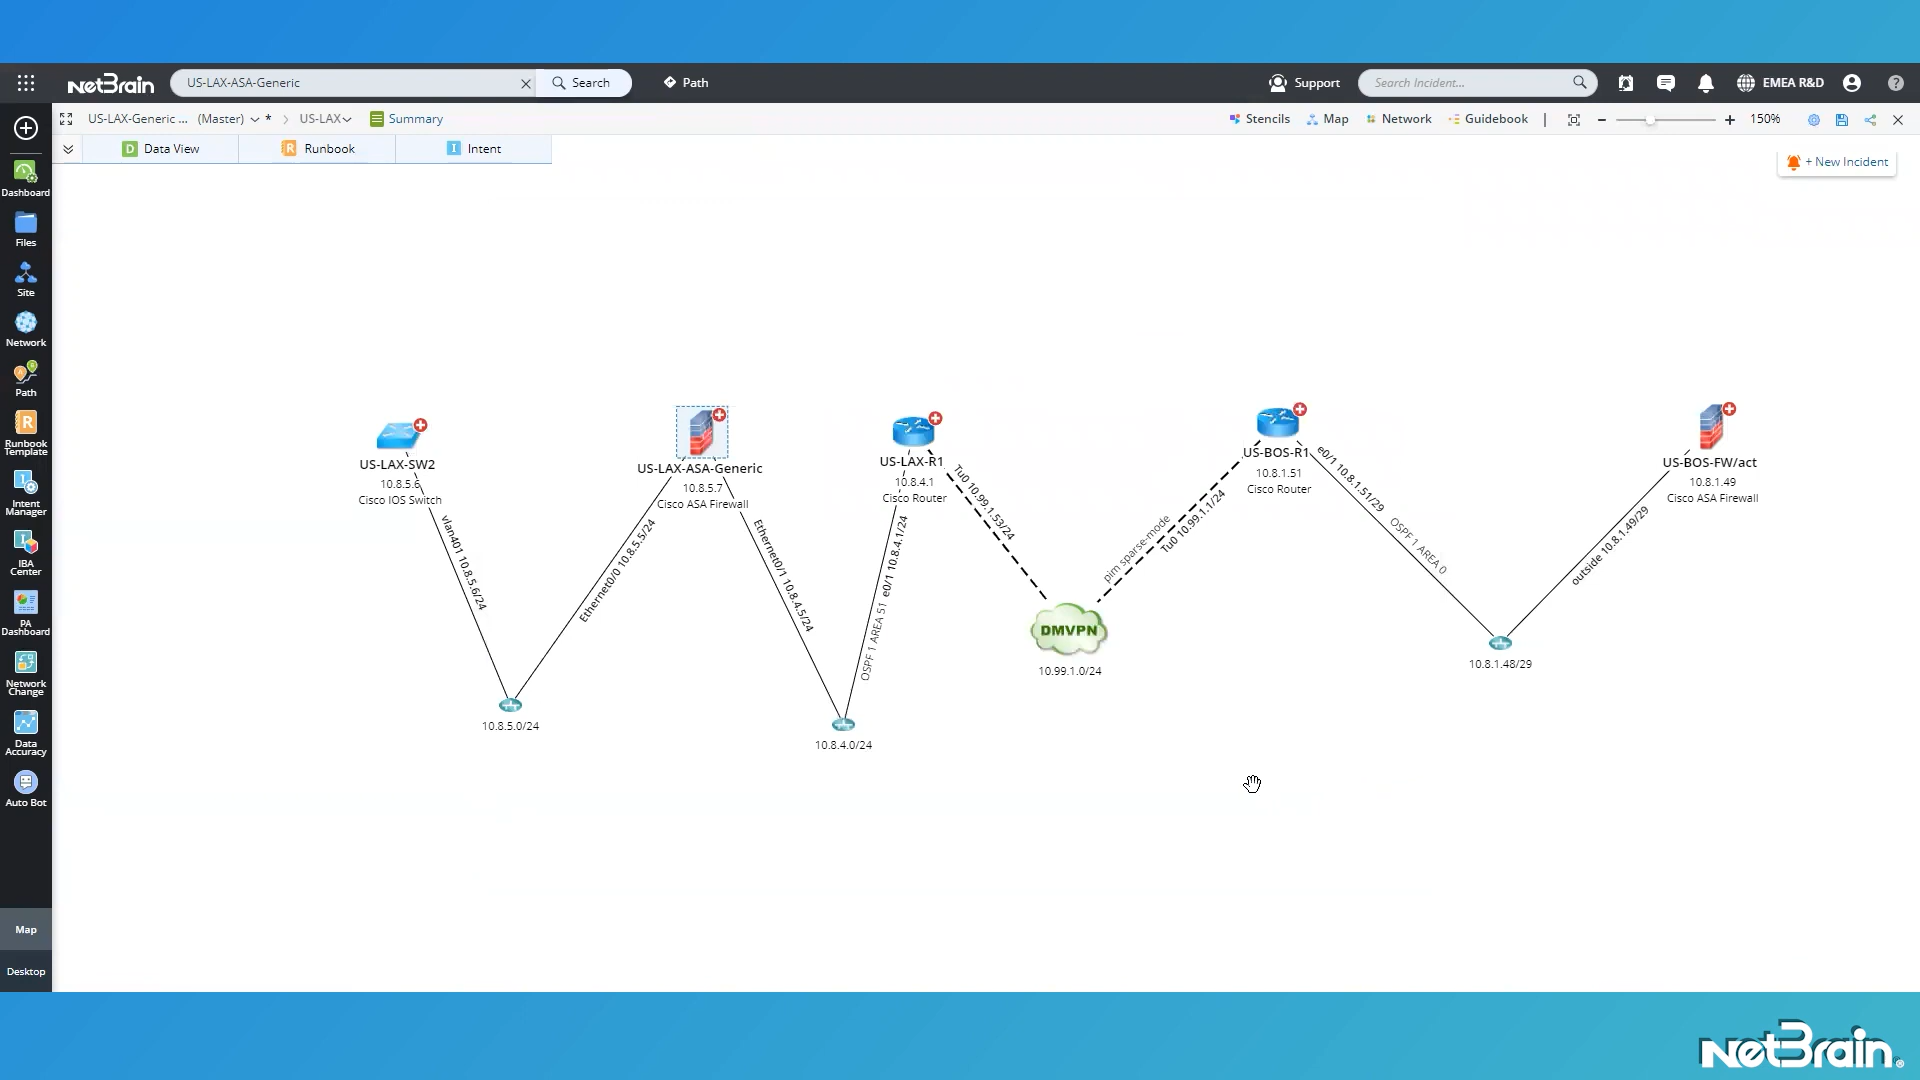 NetBrain
US-LAX-ASA-Generic
Search
Path
Support
Search Incident...
EMEA R&D
US-LAX-Generic ... (Master) * US-LAX
Summary
Stencils
Map
Network
Guidebook
150%
Data View
Runbook
Intent
+ New Incident
Dashboard
Files
Site
Network
Path
Runbook
Template
Intent
Manager
IBA
Center
PA
Dashboard
Network
Change
Data
Accuracy
Auto Bot
Map
Desktop
US-LAX-SW2
10.8.5.6
Cisco IOS Switch
vlan401 10.8.5.6/24
10.8.5.0/24
US-LAX-ASA-Generic
10.8.5.7
Cisco ASA Firewall
Ethernet0/0 10.8.5.5/24
Ethernet0/1 10.8.4.5/24
10.8.4.0/24
US-LAX-R1
10.8.4.1
Cisco Router
OSPF 1 AREA 51 e0/1 10.8.4.1/24
Tu0 10.99.1.53/24
DMVPN
10.99.1.0/24
US-BOS-R1
10.8.1.51
Cisco Router
pim sparse-mode
Tu0 10.99.1.1/24
e0/1 10.8.1.51/29
OSPF 1 AREA 0
10.8.1.48/29
US-BOS-FW/act
10.8.1.49
Cisco ASA Firewall
outside 10.8.1.49/29
NetBrain